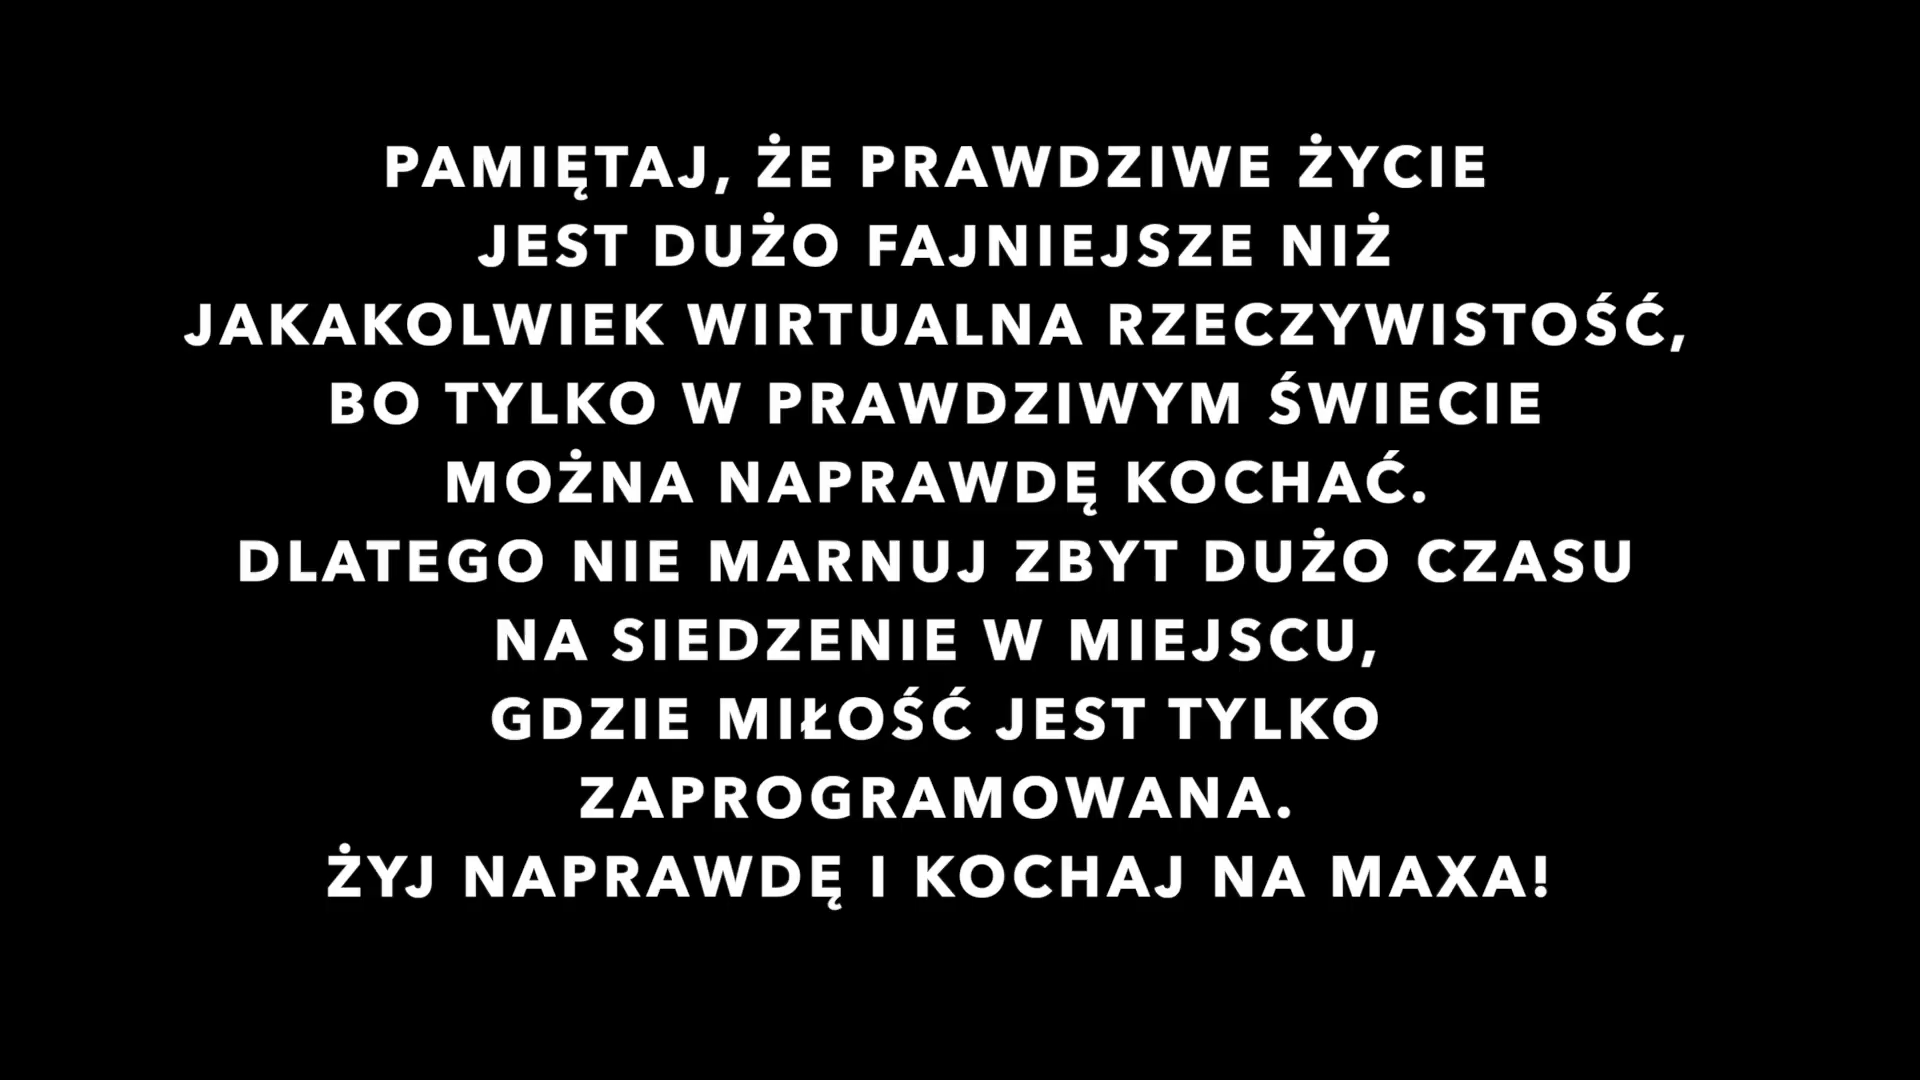 PAMIĘTAJ, ŻE PRAWDZIWE ŻYCIE
JEST DUŻO FAJNIEJSZE NIŻ
JAKAKOLWIEK WIRTUALNA RZECZYWISTOŚĆ,
BO TYLKO W PRAWDZIWYM ŚWIECIE
MOŻNA NAPRAWDĘ KOCHAĆ.
DLATEGO NIE MARNUJ ZBYT DUŻO CZASU
NA SIEDZENIE W MIEJSCU,
GDZIE MIŁOŚĆ JEST TYLKO
ZAPROGRAMOWANA.
ŻYJ NAPRAWDĘ I KOCHAJ NA MAXA!